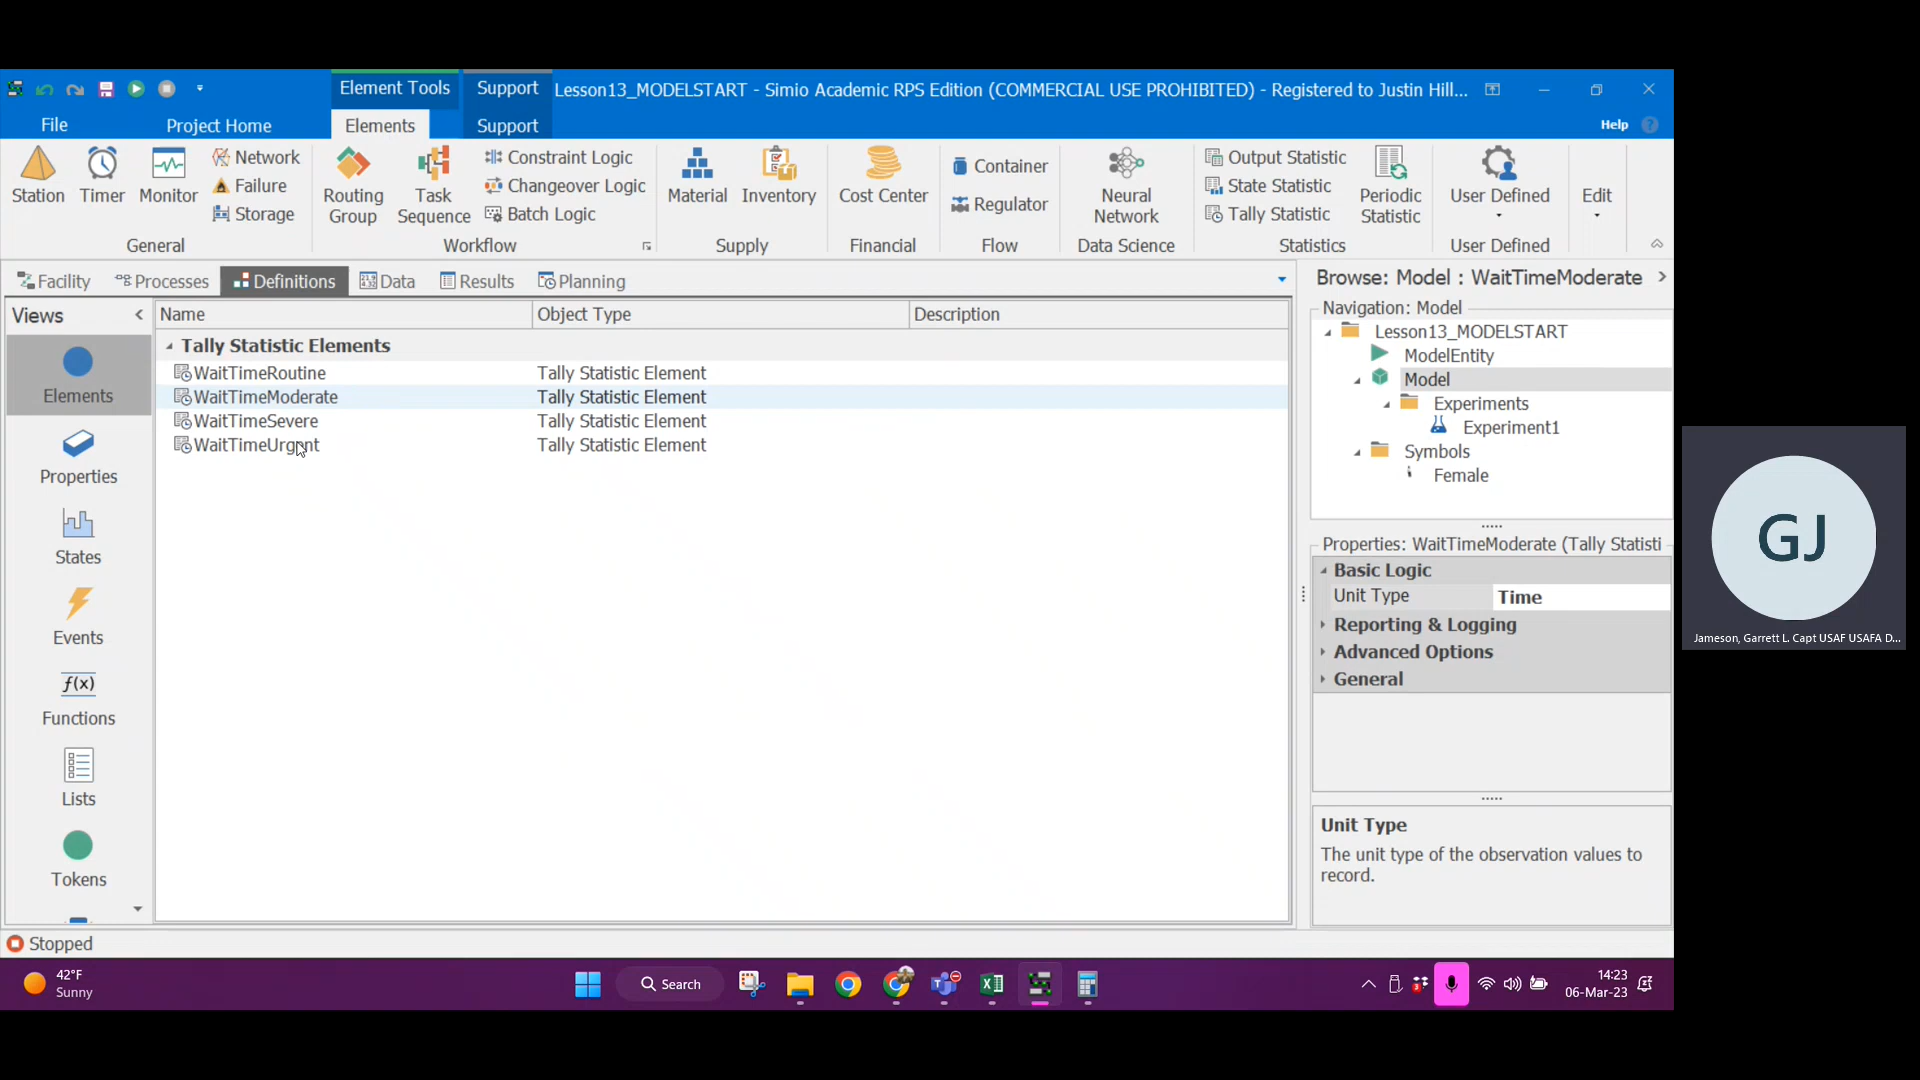 Element Tools
Support
Lesson13_MODELSTART - Simio Academic RPS Edition (COMMERCIAL USE PROHIBITED) - Registered to Justin Hill...
File
Project Home
Elements
Support
Help
Station
Timer
Monitor
Network
Failure
Storage
General
Routing Group
Task Sequence
Constraint Logic
Changeover Logic
Batch Logic
Workflow
Material
Inventory
Supply
Cost Center
Financial
Container
Regulator
Flow
Neural Network
Data Science
Output Statistic
State Statistic
Tally Statistic
Periodic Statistic
Statistics
User Defined
User Defined
Edit
Facility
Processes
Definitions
Data
Results
Planning
Views
Elements
Properties
States
Events
f(x)
Functions
Lists
Tokens
Name Object Type Description
Tally Statistic Elements
WaitTimeRoutine Tally Statistic Element
WaitTimeModerate Tally Statistic Element
WaitTimeSevere Tally Statistic Element
WaitTimeUrgent Tally Statistic Element
Browse: Model : WaitTimeModerate
Navigation: Model
Lesson13_MODELSTART
ModelEntity
Model
Experiments
Experiment1
Symbols
Female
Properties: WaitTimeModerate (Tally Statisti
Basic Logic
Unit Type Time
Reporting & Logging
Advanced Options
General
Unit Type
The unit type of the observation values to
record.
GJ
Jameson, Garrett L. Capt USAF USAFA D...
Stopped
42°F
Sunny
Search
14:23
06-Mar-23